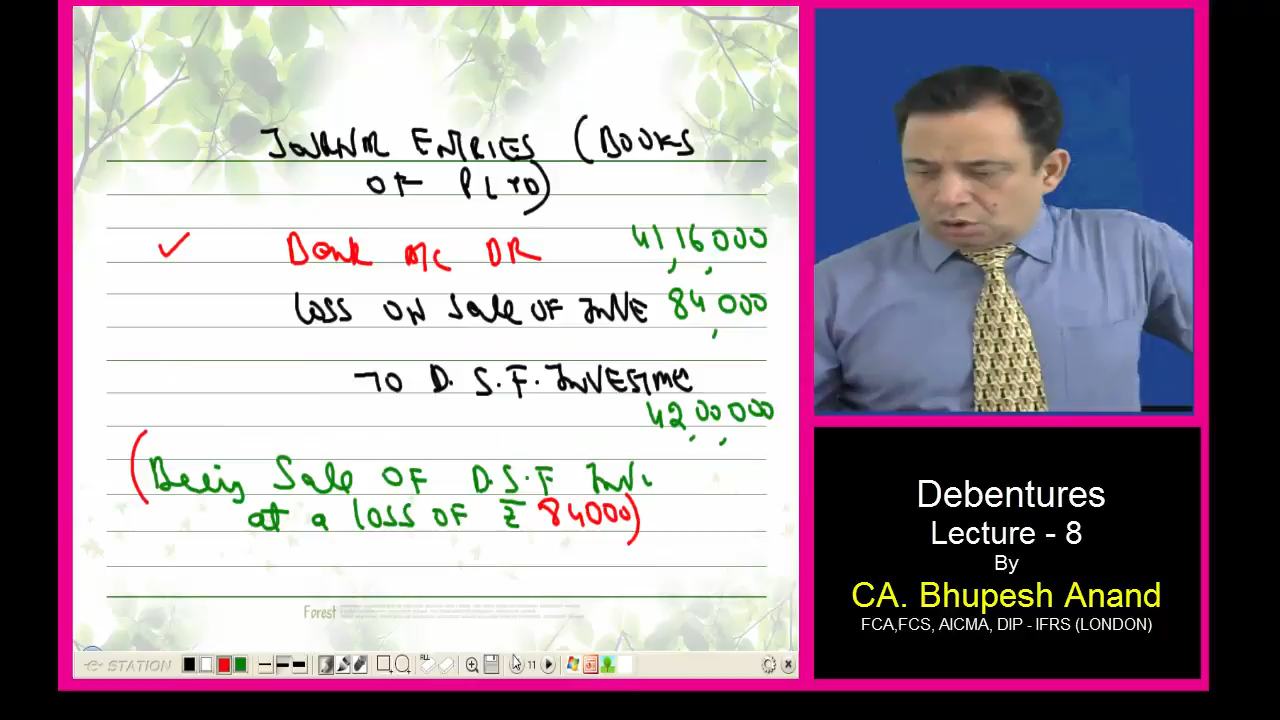 JOURNAL ENTRIES (BOOKS
OF P LTD)
Bank A/c DR 41,16,000
Loss on Sale OF INVE 84,000
TO D. S. F. INVESTME
42,00,000
(Being Sale OF D.S.F Inv.
at a loss OF ₹ 84000)
Forest
e-STATION
ALL
11
Debentures
Lecture - 8
By
CA. Bhupesh Anand
FCA,FCS, AICMA, DIP - IFRS (LONDON)